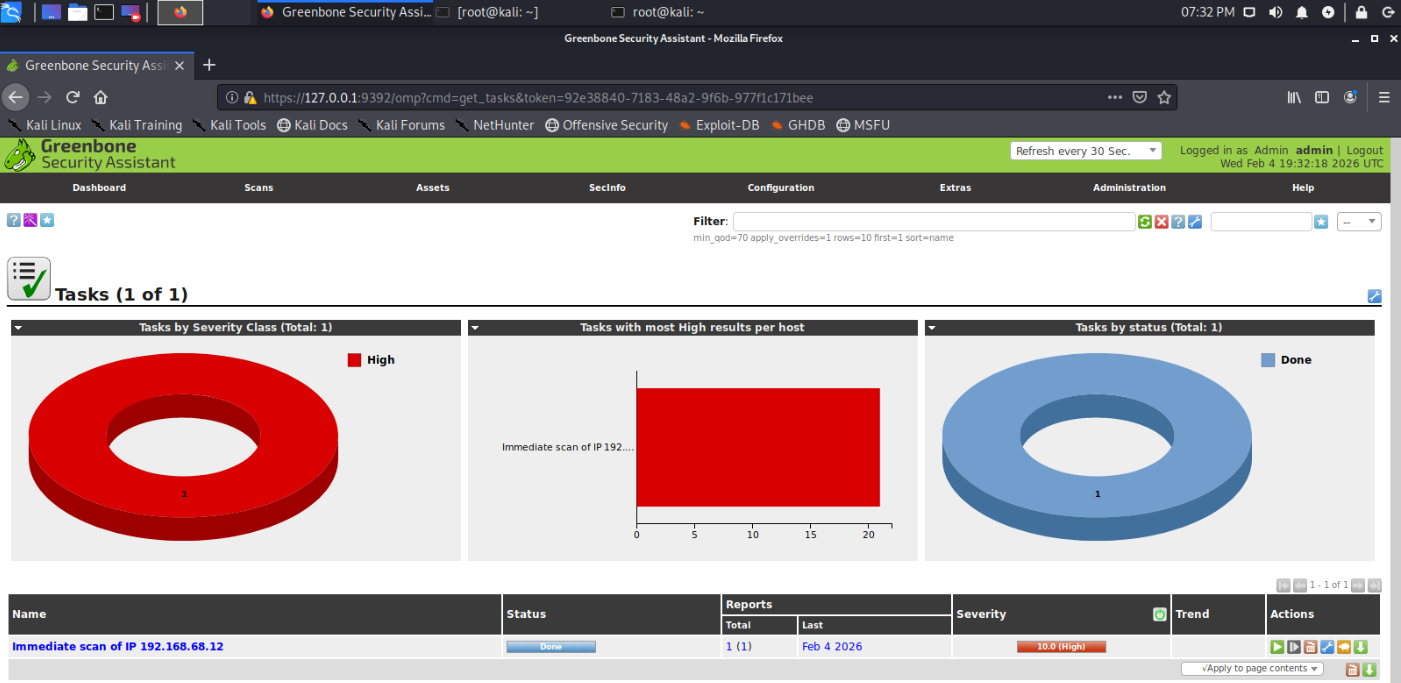 Greenbone Security Assi... [root@kali: ~] root@kali: ~ 07:32 PM
Greenbone Security Assistant - Mozilla Firefox
Greenbone Security Assi
https://127.0.0.1:9392/omp?cmd=get_tasks&token=92e38840-7183-48a2-9f6b-977f1c171bee
Kali Linux Kali Training Kali Tools Kali Docs Kali Forums NetHunter Offensive Security Exploit-DB GHDB MSFU
Greenbone
Security Assistant
Refresh every 30 Sec.
Logged in as Admin admin | Logout
Wed Feb 4 19:32:18 2026 UTC
Dashboard Scans Assets SecInfo Configuration Extras Administration Help
Filter: --
min_qod=70 apply_overrides=1 rows=10 first=1 sort=name
Tasks (1 of 1)
Tasks by Severity Class (Total: 1)
High
1
Tasks with most High results per host
Immediate scan of IP 192....
0 5 10 15 20
Tasks by status (Total: 1)
Done
1
1 - 1 of 1
Name Status Reports Severity Trend Actions
Total Last
Immediate scan of IP 192.168.68.12 Done 1 (1) Feb 4 2026 10.0 (High)
√Apply to page contents